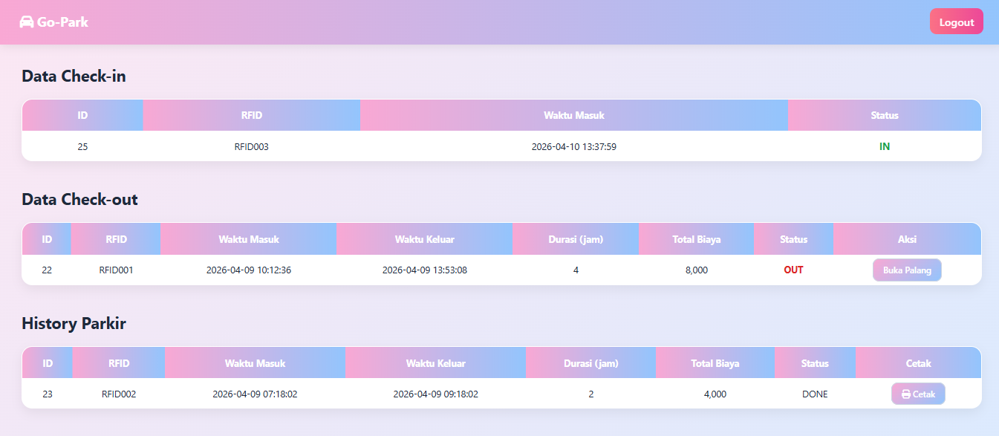 Go-Park
Logout
Data Check-in
ID RFID Waktu Masuk Status
25 RFID003 2026-04-10 13:37:59 IN
Data Check-out
ID RFID Waktu Masuk Waktu Keluar Durasi (jam) Total Biaya Status Aksi
22 RFID001 2026-04-09 10:12:36 2026-04-09 13:53:08 4 8,000 OUT Buka Palang
History Parkir
ID RFID Waktu Masuk Waktu Keluar Durasi (jam) Total Biaya Status Cetak
23 RFID002 2026-04-09 07:18:02 2026-04-09 09:18:02 2 4,000 DONE Cetak